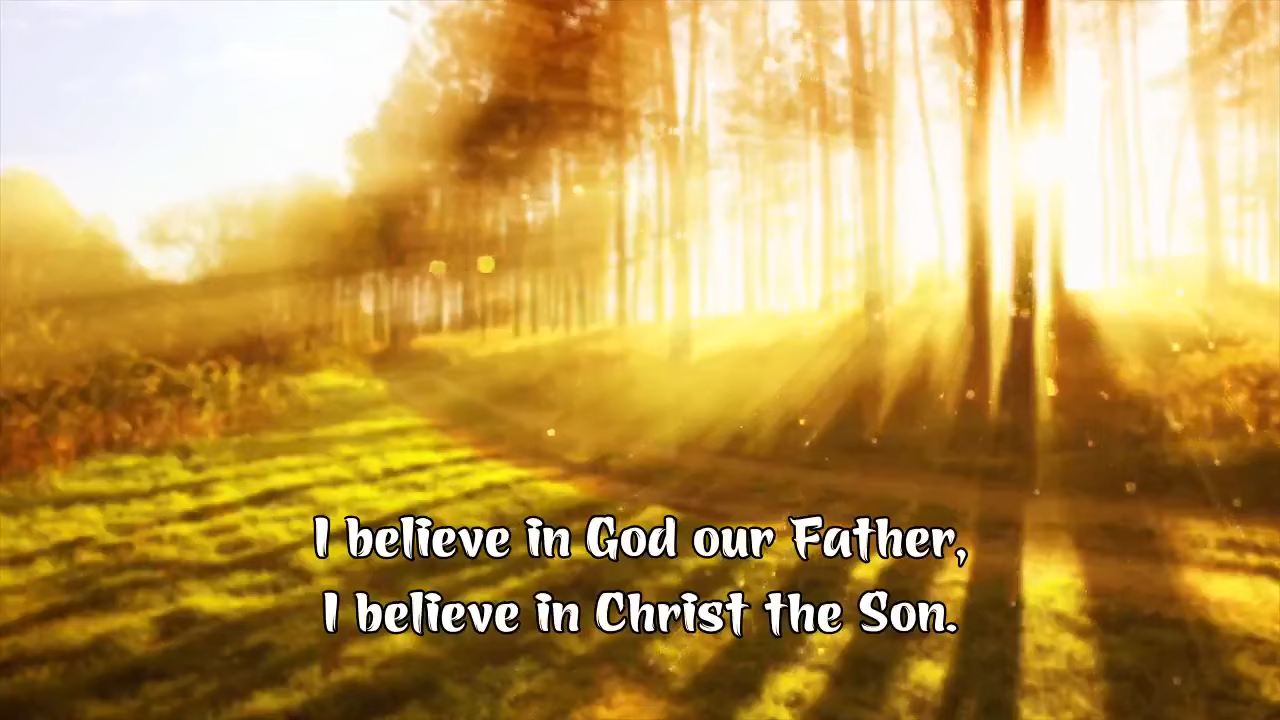 I believe in God our Father,
I believe in Christ the Son.